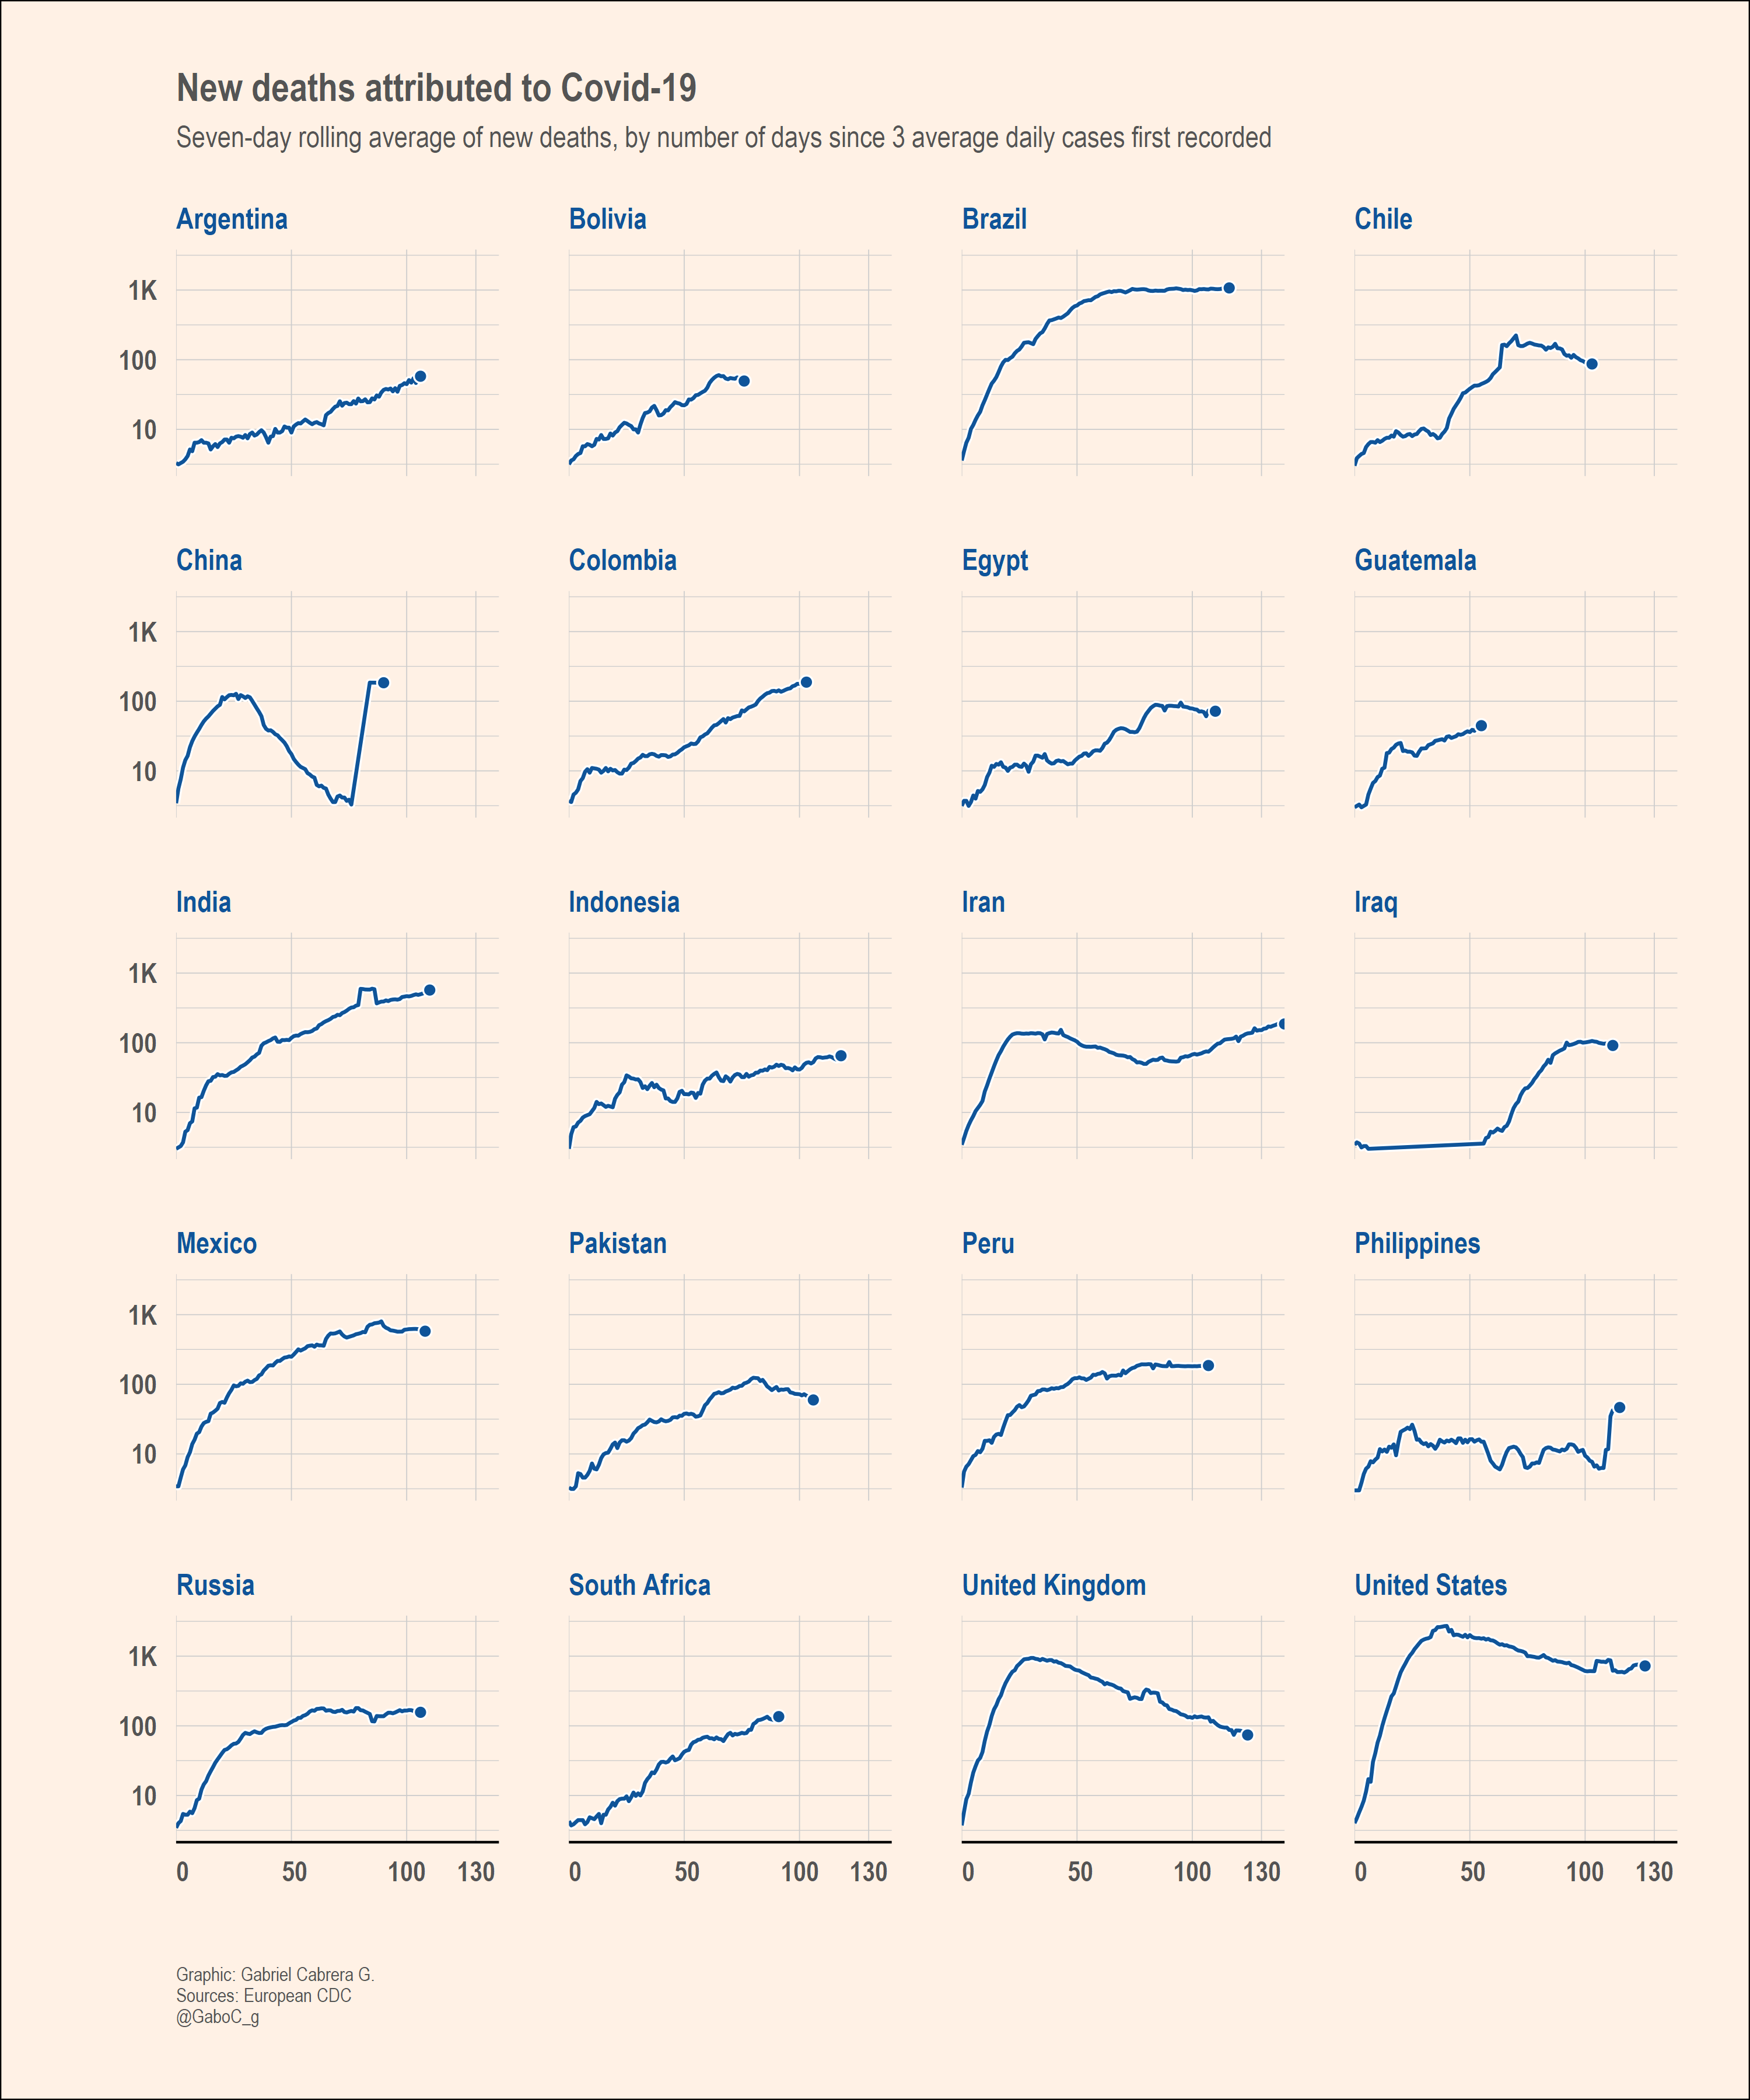 New deaths attributed to Covid-19
Seven-day rolling average of new deaths, by number of days since 3 average daily cases first recorded
Argentina
Bolivia
Brazil
Chile
1K
100
10
China
Colombia
Egypt
Guatemala
1K
100
10
India
Indonesia
Iran
Iraq
1K
100
10
Mexico
Pakistan
Peru
Philippines
1K
100
10
Russia
South Africa
United Kingdom
United States
1K
100
10
0 50 100 130
0 50 100 130
0 50 100 130
0 50 100 130
Graphic: Gabriel Cabrera G.
Sources: European CDC
@GaboC_g